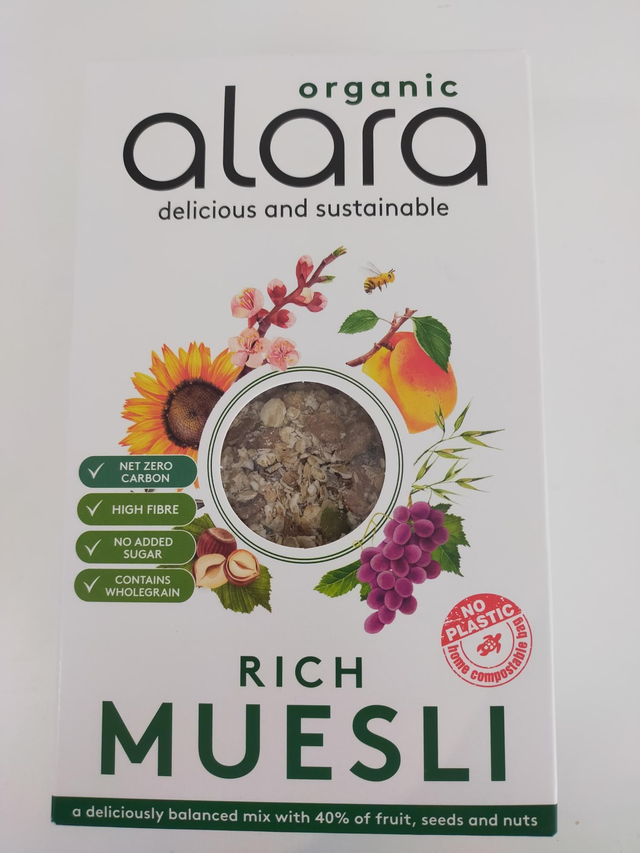 organic
alara
delicious and sustainable
NET ZERO
CARBON
HIGH FIBRE
NO ADDED
SUGAR
CONTAINS
WHOLEGRAIN
NO
PLASTIC
home compostable bag
RICH
MUESLI
a deliciously balanced mix with 40% of fruit, seeds and nuts